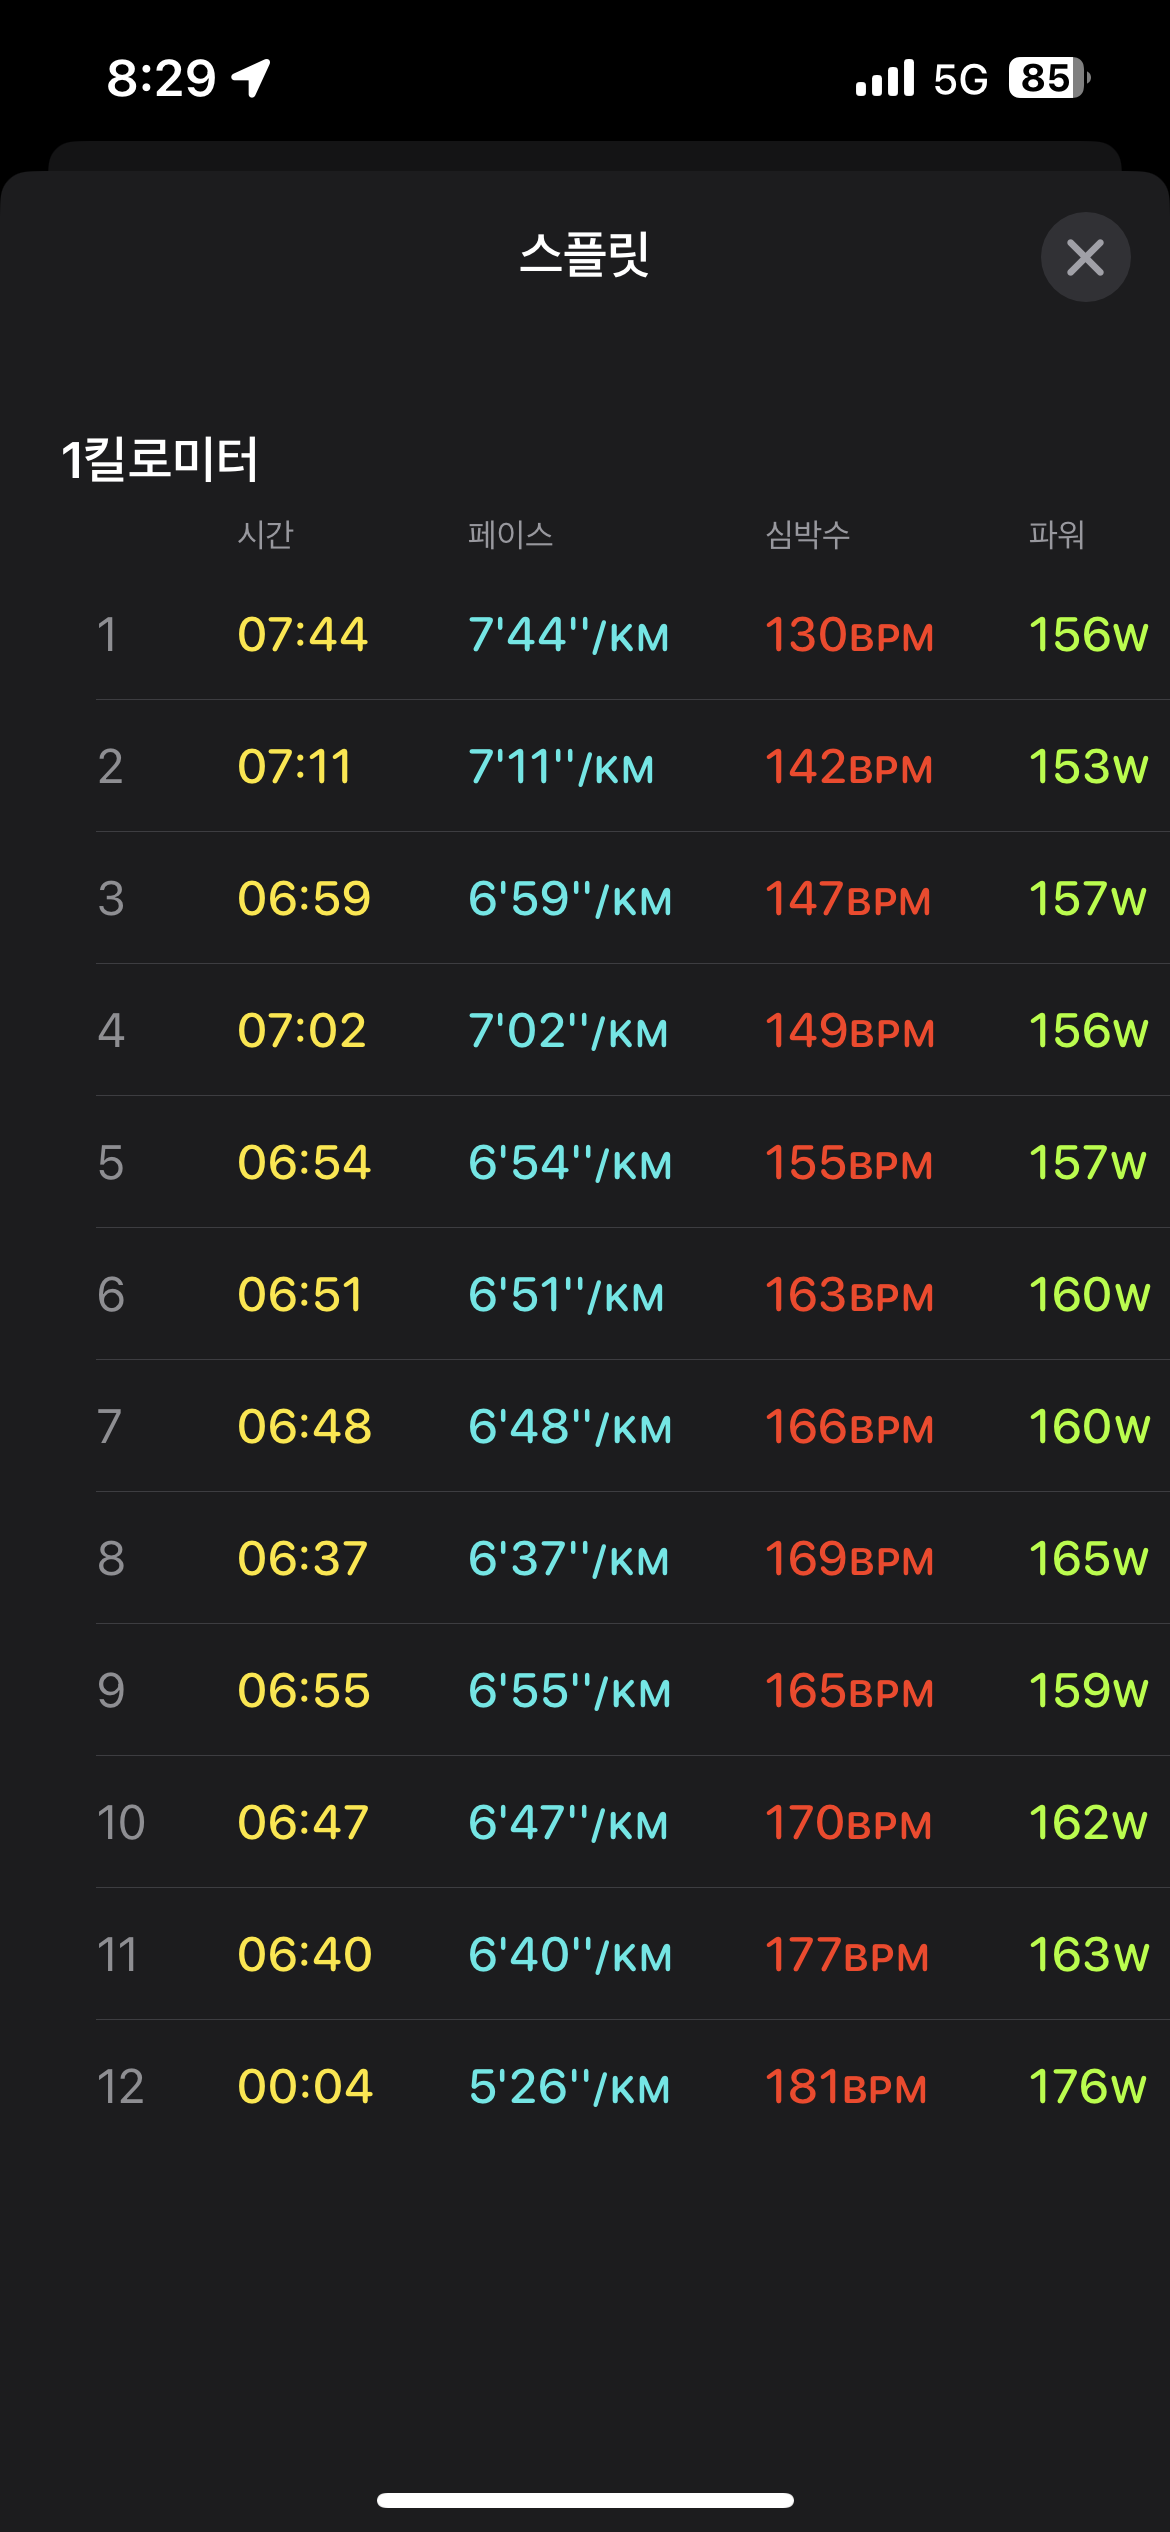 8:29 5G 85
스플릿
1킬로미터
시간 페이스 심박수 파워
1 07:44 7'44''/KM 130BPM 156W
2 07:11 7'11''/KM 142BPM 153W
3 06:59 6'59''/KM 147BPM 157W
4 07:02 7'02''/KM 149BPM 156W
5 06:54 6'54''/KM 155BPM 157W
6 06:51 6'51''/KM 163BPM 160W
7 06:48 6'48''/KM 166BPM 160W
8 06:37 6'37''/KM 169BPM 165W
9 06:55 6'55''/KM 165BPM 159W
10 06:47 6'47''/KM 170BPM 162W
11 06:40 6'40''/KM 177BPM 163W
12 00:04 5'26''/KM 181BPM 176W